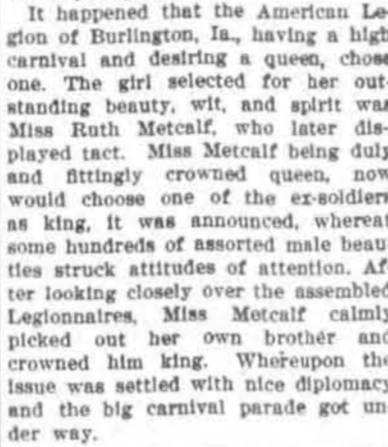 It happened that the American Le-
gion of Burlington, Ia., having a high
carnival and desiring a queen, chose
one. The girl selected for her out-
standing beauty, wit, and spirit was
Miss Ruth Metcalf, who later dis-
played tact. Miss Metcalf being duly
and fittingly crowned queen, now
would choose one of the ex-soldiers
as king, it was announced, whereat
some hundreds of assorted male beau-
ties struck attitudes of attention. Af-
ter looking closely over the assembled
Legionnaires, Miss Metcalf calmly
picked out her own brother and
crowned him king. Whereupon the
issue was settled with nice diplomacy
and the big carnival parade got un-
der way.